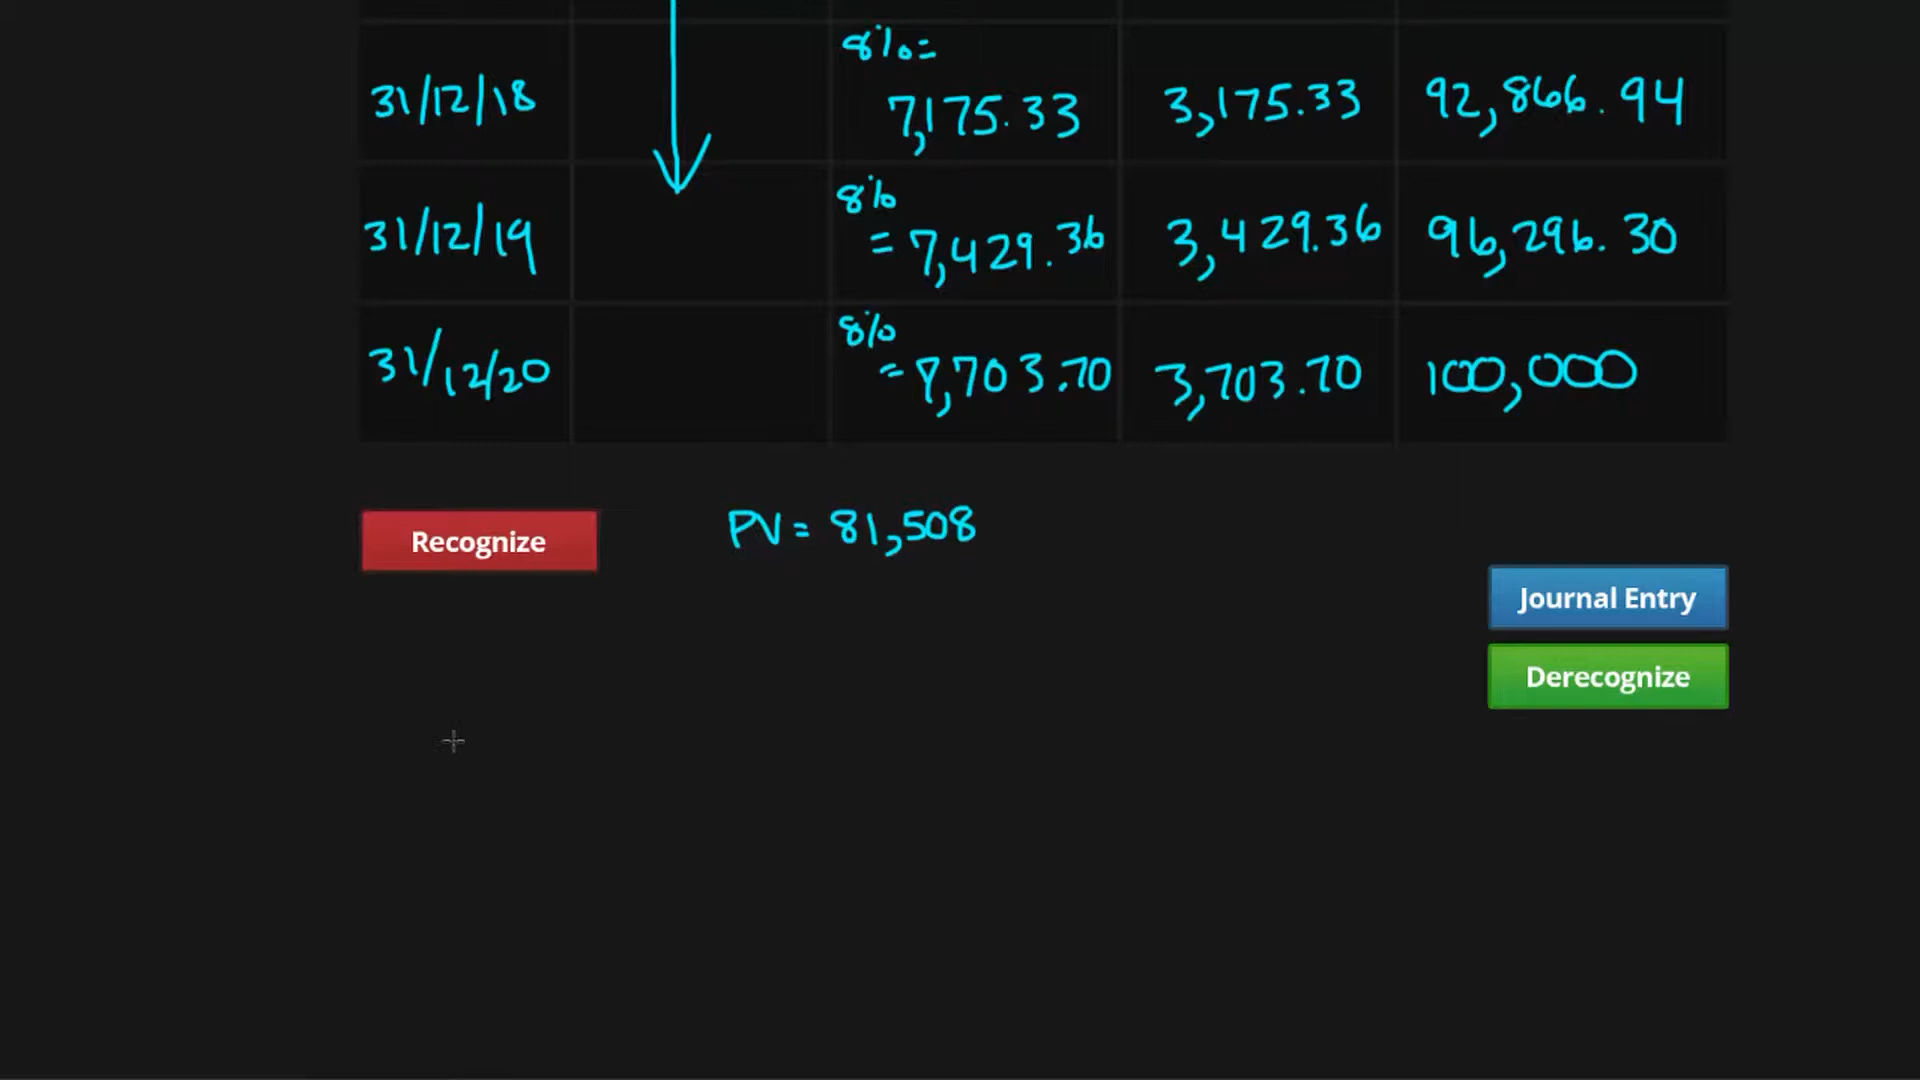 8%=
31/12/18 7,175.33 3,175.33 92,866.94
8%
31/12/19 = 7,429.36 3,429.36 96,296.30
8%
31/12/20 = 7,703.70 3,703.70 100,000
Recognize PV = 81,508
Journal Entry
Derecognize